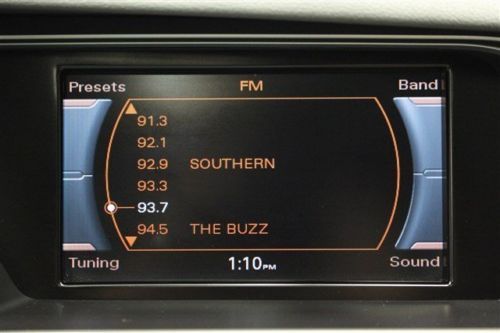 Presets FM Band
91.3
92.1
92.9 SOUTHERN
93.3
93.7
94.5 THE BUZZ
Tuning 1:10PM Sound